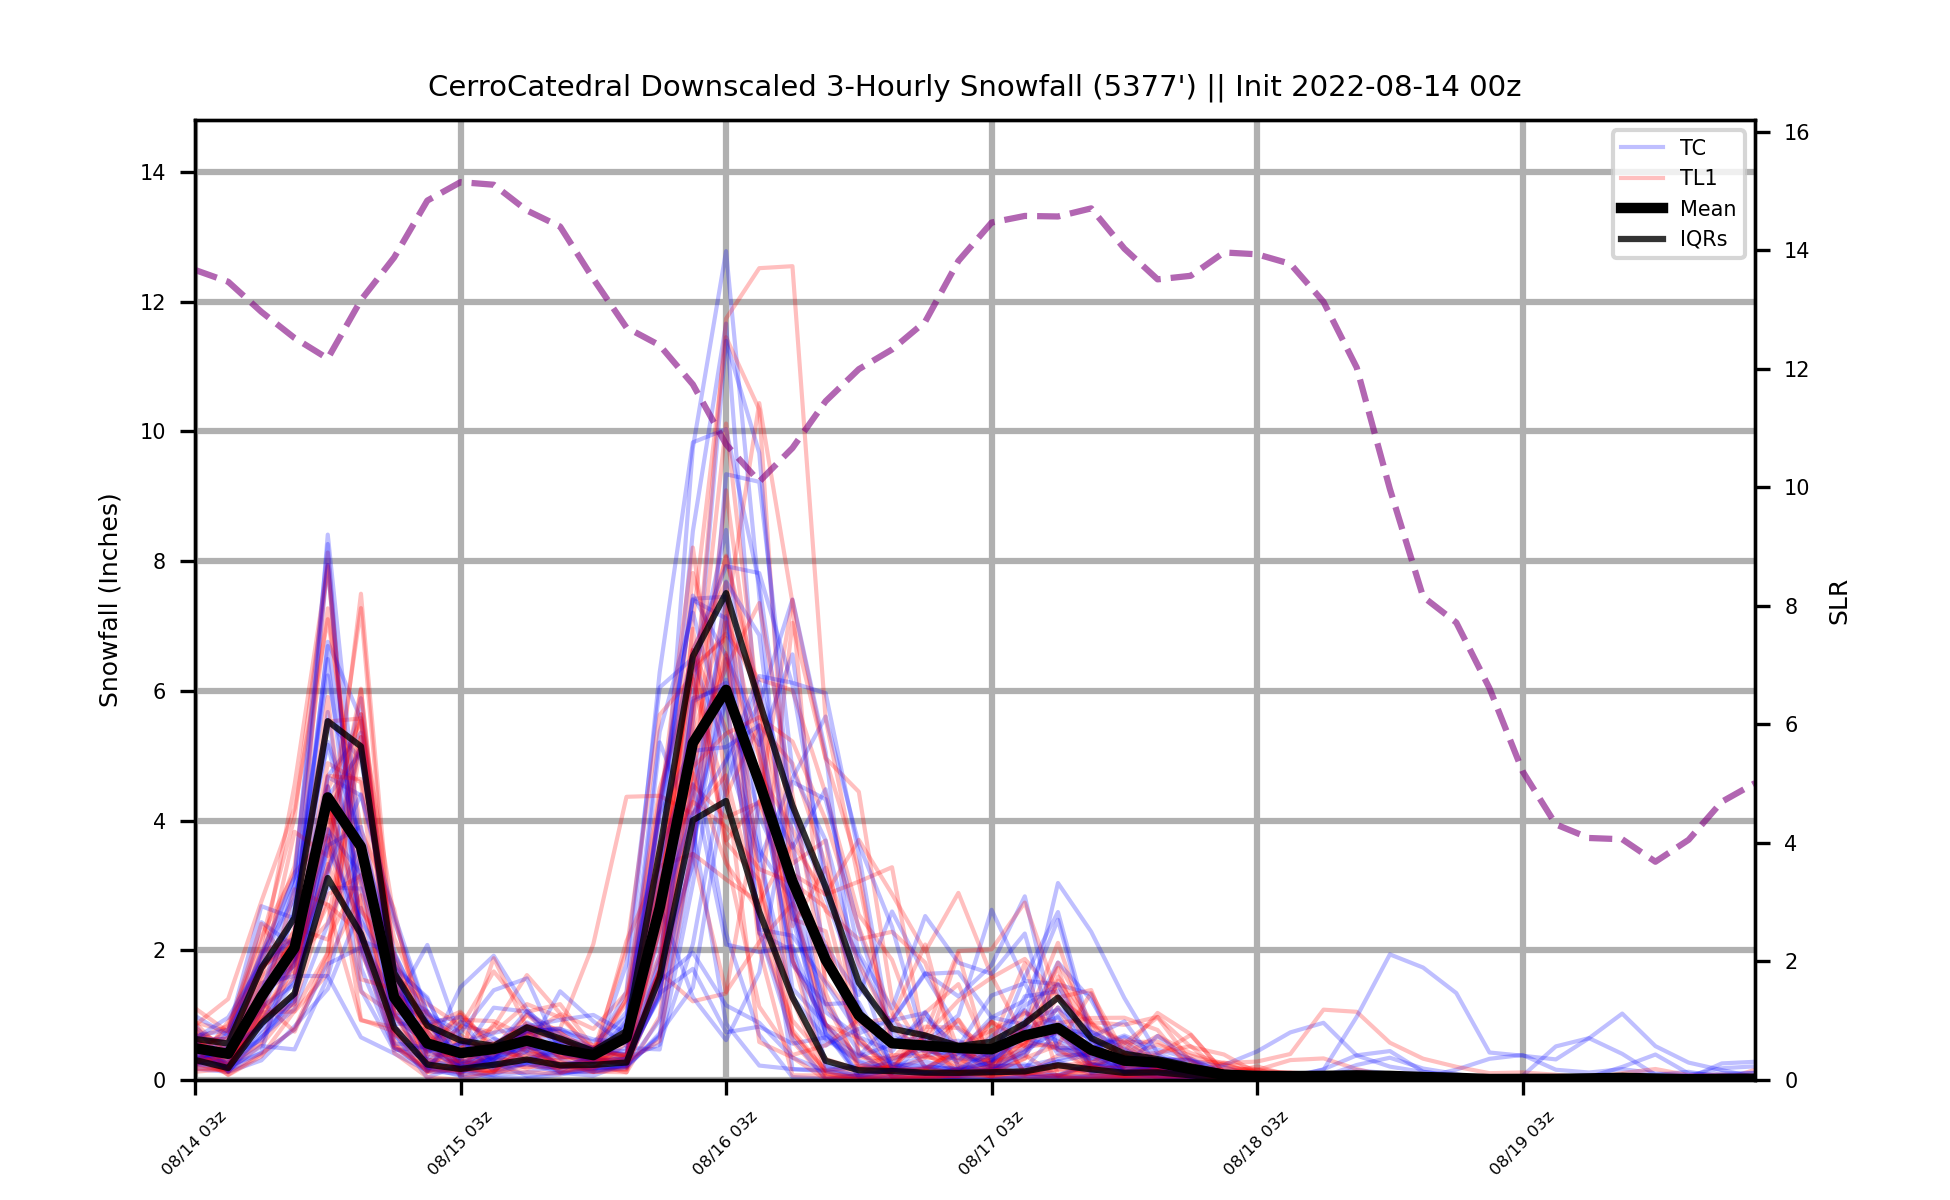 CerroCatedral Downscaled 3-Hourly Snowfall (5377') || Init 2022-08-14 00z
TC
TL1
Mean
IQRs
Snowfall (Inches)
14
12
10
8
6
4
2
0
16
14
12
10
8
6
4
2
0
SLR
08/14 03z
08/15 03z
08/16 03z
08/17 03z
08/18 03z
08/19 03z